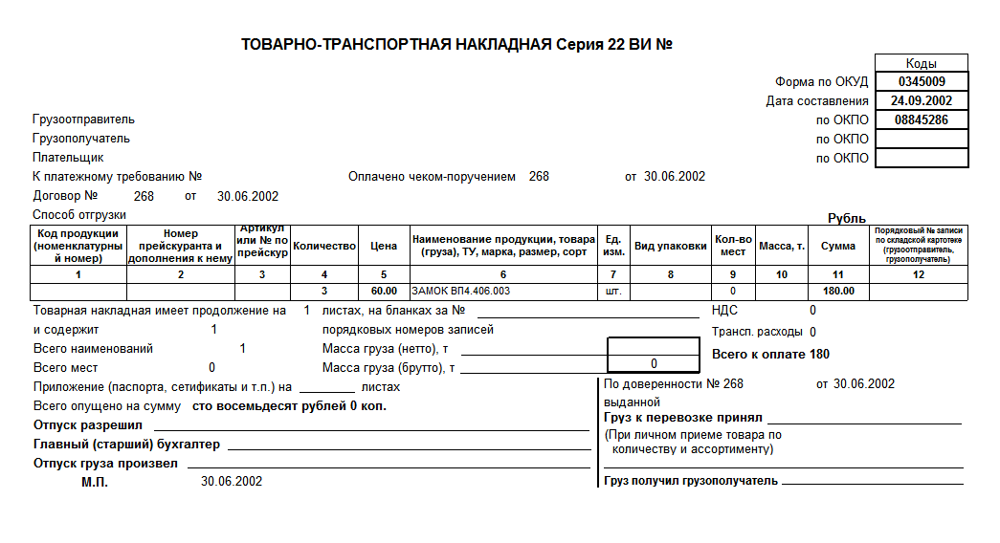 ТОВАРНО-ТРАНСПОРТНАЯ НАКЛАДНАЯ Серия 22 ВИ №
Коды
Форма по ОКУД 0345009
Дата составления 24.09.2002
Грузоотправитель по ОКПО 08845286
Грузополучатель по ОКПО
Плательщик по ОКПО
К платежному требованию № Оплачено чеком-поручением 268 от 30.06.2002
Договор № 268 от 30.06.2002
Способ отгрузки Рубль
Код продукции (номенклатурны й номер) Номер прейскуранта и дополнения к нему Артикул или № по прейскур Количество Цена Наименование продукции, товара (груза), ТУ, марка, размер, сорт Ед. изм. Вид упаковки Кол-во мест Масса, т. Сумма Порядковый № записи по складской картотеке (грузоотправитель, грузополучатель)
1 2 3 4 5 6 7 8 9 10 11 12
3 60.00 ЗАМОК ВП4.406.003 шт. 0 180.00
Товарная накладная имеет продолжение на 1 листах, на бланках за № НДС 0
и содержит 1 порядковых номеров записей Трансп. расходы 0
Всего наименований 1 Масса груза (нетто), т Всего к оплате 180
Всего мест 0 Масса груза (брутто), т 0
Приложение (паспорта, сетификаты и т.п.) на листах По доверенности № 268 от 30.06.2002
Всего опущено на сумму сто восемьдесят рублей 0 коп. выданной
Отпуск разрешил Груз к перевозке принял
Главный (старший) бухгалтер (При личном приеме товара по
количеству и ассортименту)
Отпуск груза произвел
М.П. 30.06.2002 Груз получил грузополучатель